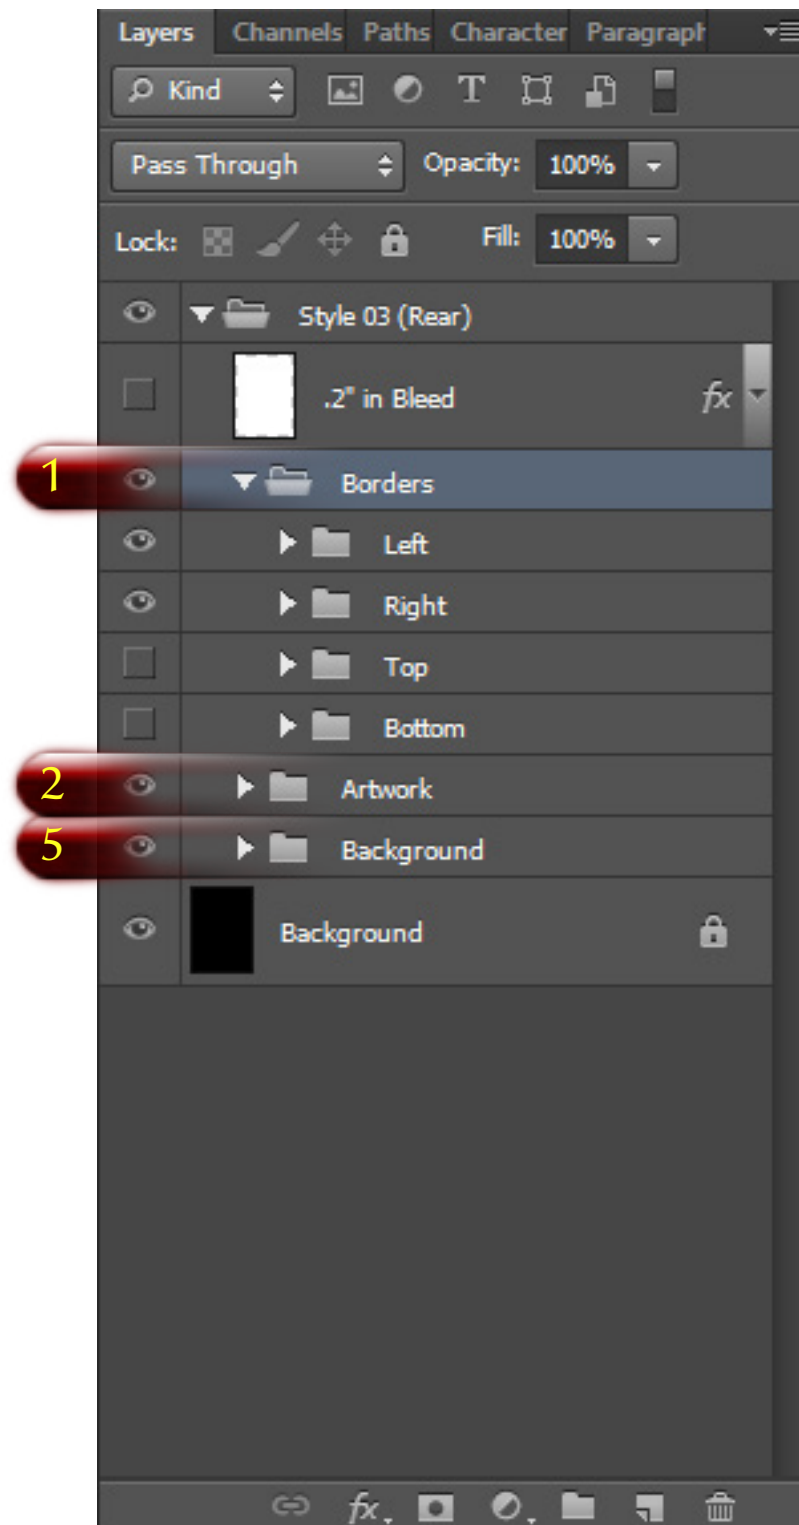 Layers Channels Paths Character Paragraph
Kind T
Pass Through Opacity: 100%
Lock: Fill: 100%
Style 03 (Rear)
.2" in Bleed fx
1 Borders
Left
Right
Top
Bottom
2 Artwork
5 Background
Background
fx.